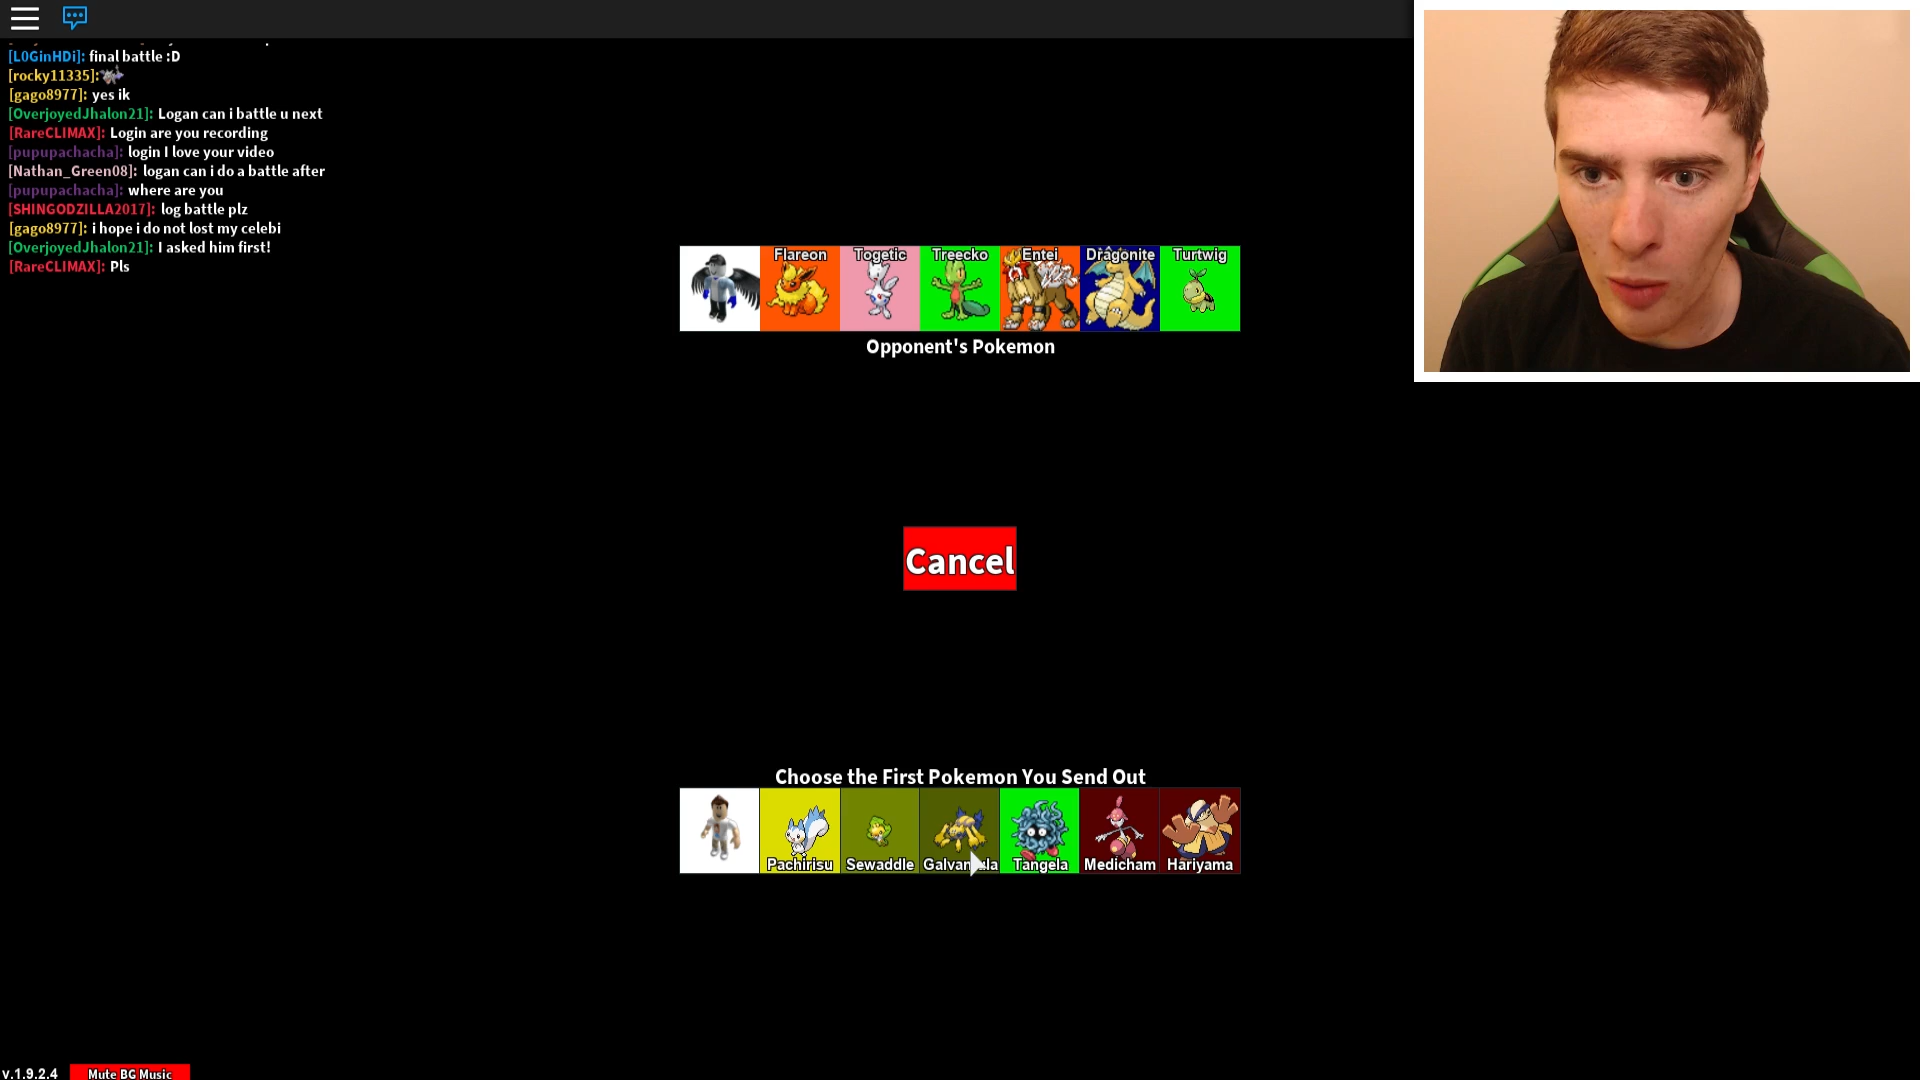 [L0GinHDi]: final battle :D
[rocky11335]:
[gago8977]: yes ik
[OverjoyedJhalon21]: Logan can i battle u next
[RareCLIMAX]: Login are you recording
[pupupachacha]: login I love your video
[Nathan_Green08]: logan can i do a battle after
[pupupachacha]: where are you
[SHINGODZILLA2017]: log battle plz
[gago8977]: i hope i do not lost my celebi
[OverjoyedJhalon21]: I asked him first!
[RareCLIMAX]: Pls
Flareon Togetic Treecko Entei Dragonite Turtwig
Opponent's Pokemon
Cancel
Choose the First Pokemon You Send Out
Pachirisu Sewaddle Galvantula Tangela Medicham Hariyama
v.1.9.2.4 Mute BG Music